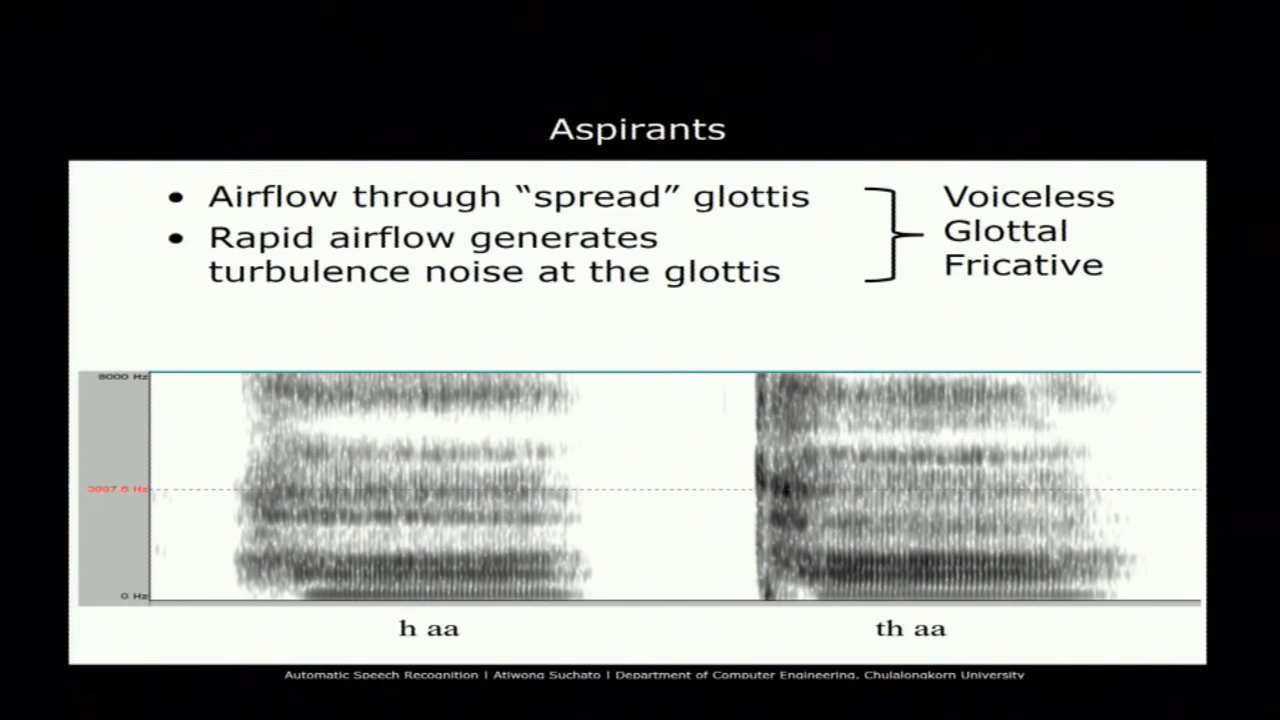 Aspirants
• Airflow through “spread” glottis
• Rapid airflow generates
turbulence noise at the glottis
Voiceless
Glottal
Fricative
8000 Hz
0 Hz
h aa
th aa
Automatic Speech Recognition | Atiwong Suchato | Department of Computer Engineering, Chulalongkorn University